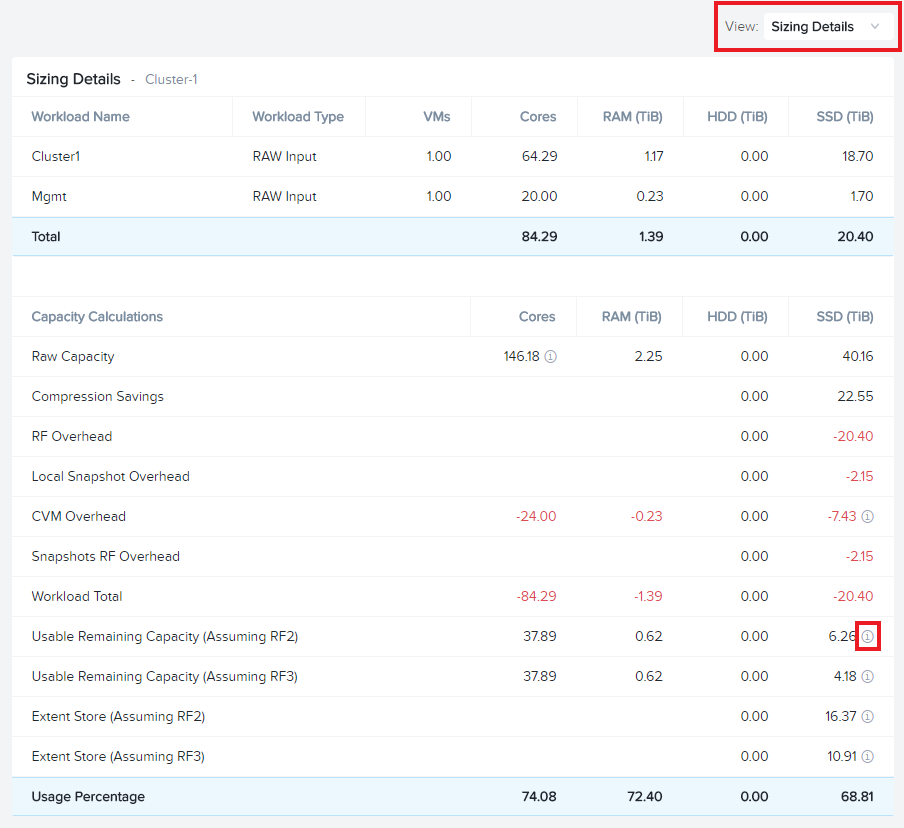 View: Sizing Details
Sizing Details - Cluster-1
Workload Name Workload Type VMs Cores RAM (TiB) HDD (TiB) SSD (TiB)
Cluster1 RAW Input 1.00 64.29 1.17 0.00 18.70
Mgmt RAW Input 1.00 20.00 0.23 0.00 1.70
Total 84.29 1.39 0.00 20.40
Capacity Calculations Cores RAM (TiB) HDD (TiB) SSD (TiB)
Raw Capacity 146.18 2.25 0.00 40.16
Compression Savings 0.00 22.55
RF Overhead 0.00 -20.40
Local Snapshot Overhead 0.00 -2.15
CVM Overhead -24.00 -0.23 0.00 -7.43
Snapshots RF Overhead 0.00 -2.15
Workload Total -84.29 -1.39 0.00 -20.40
Usable Remaining Capacity (Assuming RF2) 37.89 0.62 0.00 6.26
Usable Remaining Capacity (Assuming RF3) 37.89 0.62 0.00 4.18
Extent Store (Assuming RF2) 0.00 16.37
Extent Store (Assuming RF3) 0.00 10.91
Usage Percentage 74.08 72.40 0.00 68.81